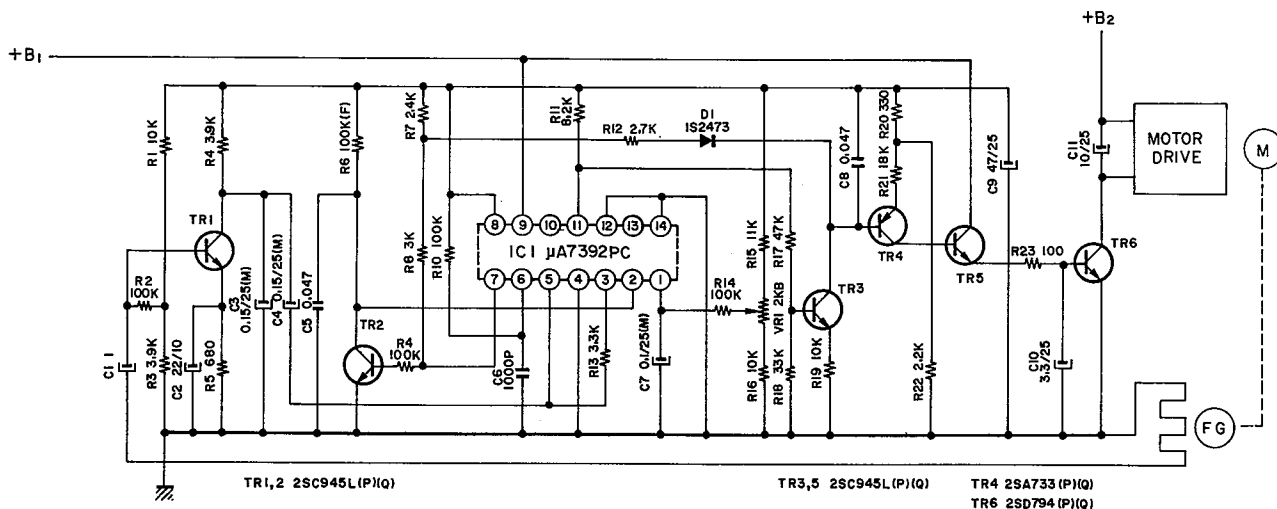 +B2
+B1
R1 10K
R4 3.9K
R6 100K(F)
R7 2.4K
R11 8.2K
R12 2.7K
D1
1S2473
C8 0.047
R20 330
R21 18K
C9 47/25
C11
10/25
MOTOR
DRIVE
M
TR1
R2
100K
R8 3K
R10 100K
8 9 10 11 12 13 14
IC1 μA7392PC
7 6 5 4 3 2 1
R15 11K
R17 47K
TR4
TR5
R23 100
TR6
R14
100K
VR1 2KB
TR3
C1 1
R3 3.9K
C2 22/10
R5 680
C3
0.15/25(M)
C4 0.15/25(M)
C5 0.047
TR2
R4
100K
C6
1000P
R13 3.3K
C7 0.1/25(M)
R16 10K
R18 33K
R19 10K
R22 2.2K
C10
3.3/25
FG
TR1,2 2SC945L(P)(Q)
TR3,5 2SC945L(P)(Q)
TR4 2SA733(P)(Q)
TR6 2SD794(P)(Q)